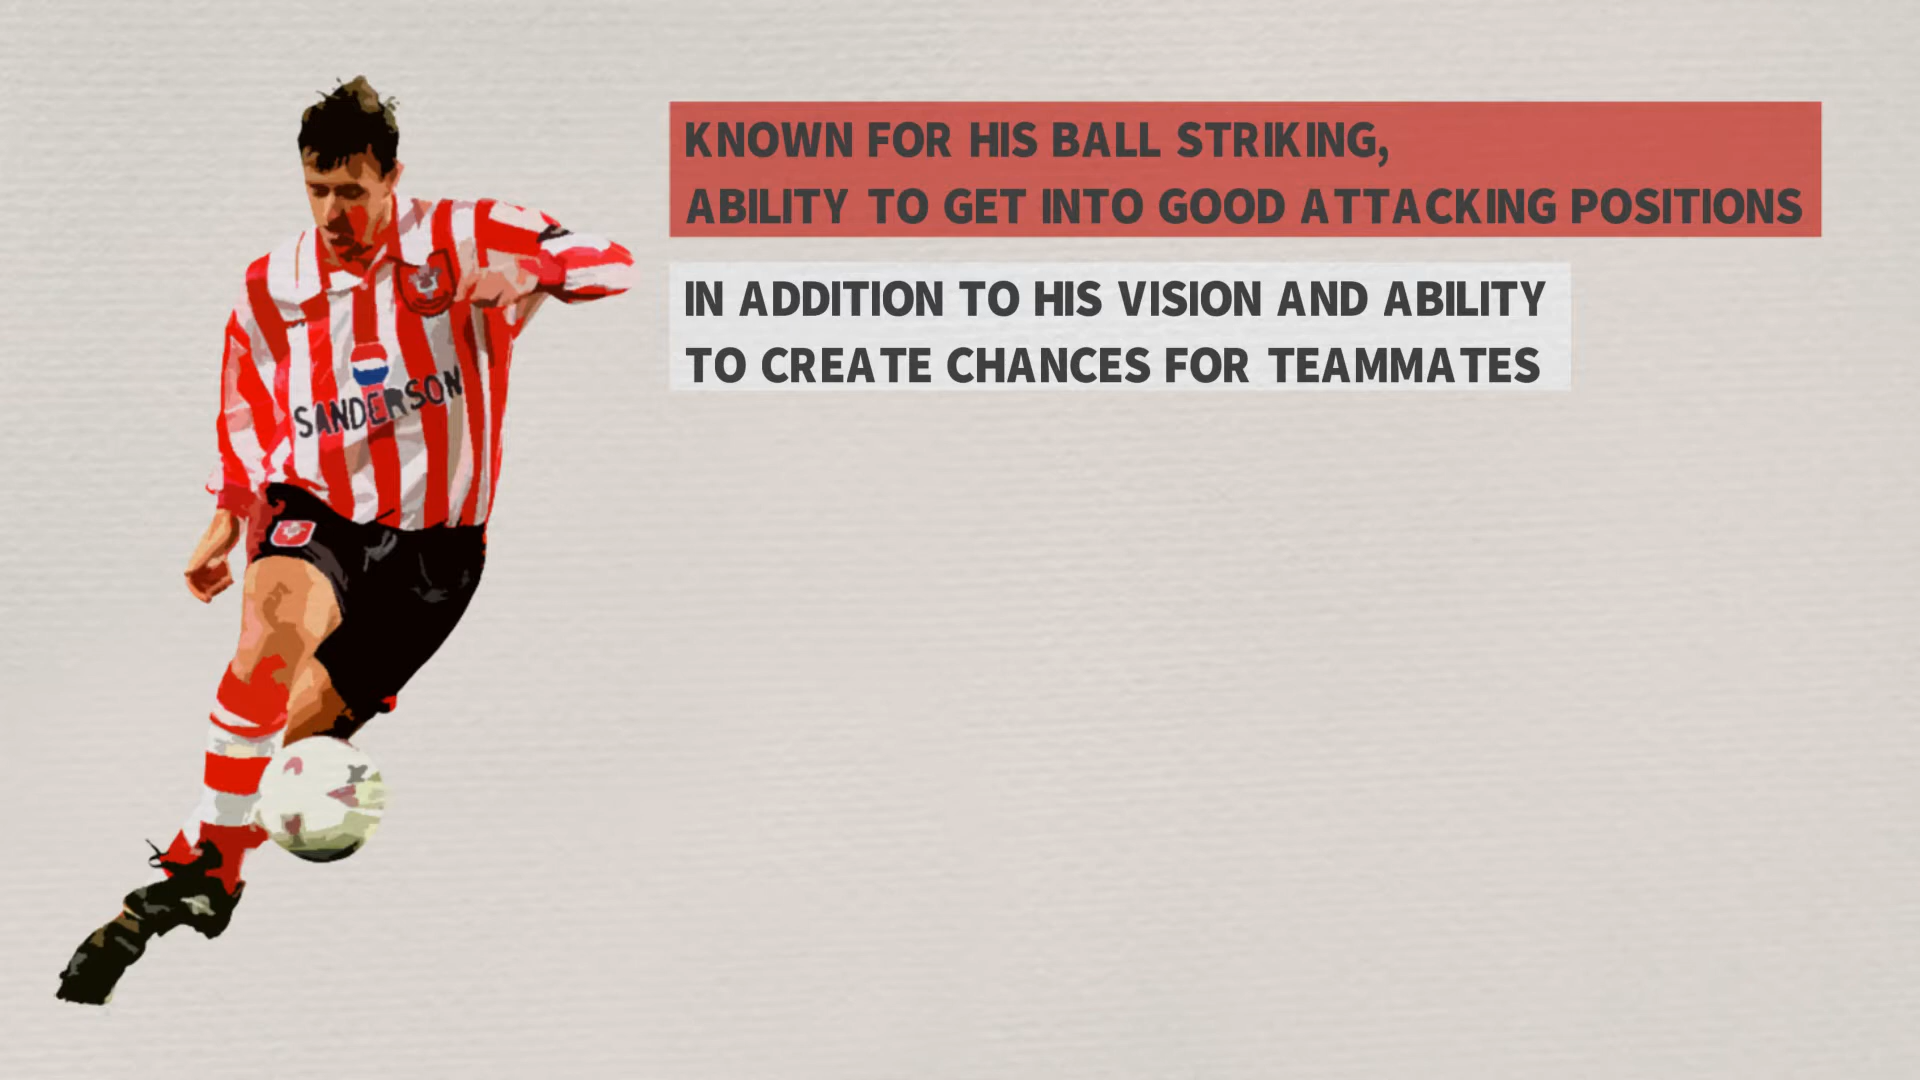 KNOWN FOR HIS BALL STRIKING,
ABILITY TO GET INTO GOOD ATTACKING POSITIONS
IN ADDITION TO HIS VISION AND ABILITY
TO CREATE CHANCES FOR TEAMMATES
SANDERSON